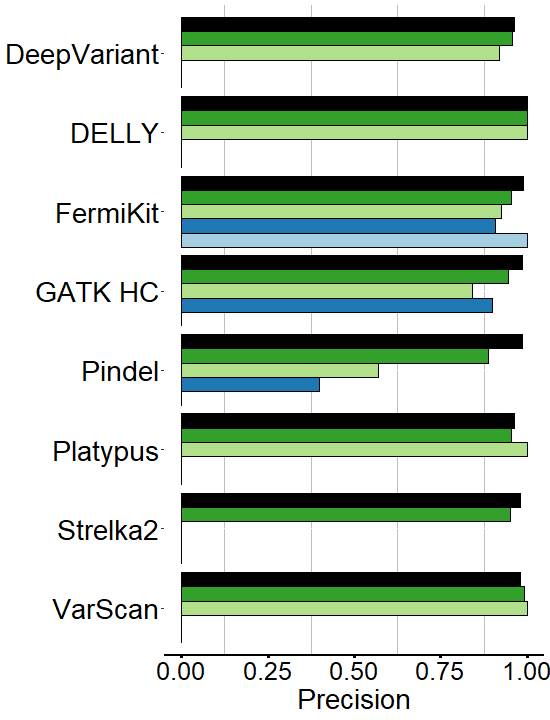 DeepVariant
DELLY
FermiKit
GATK HC
Pindel
Platypus
Strelka2
VarScan
0.00 0.25 0.50 0.75 1.00
Precision